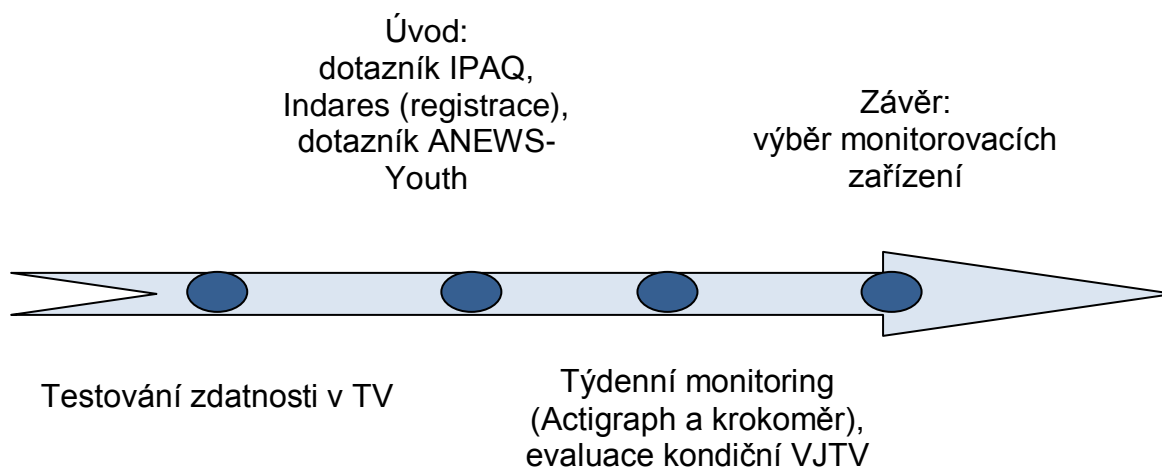 Úvod:
dotazník IPAQ,
Indares (registrace),
dotazník ANEWS-
Youth
Závěr:
výběr monitorovacích
zařízení
Testování zdatnosti v TV
Týdenní monitoring
(Actigraph a krokoměr),
evaluace kondiční VJTV